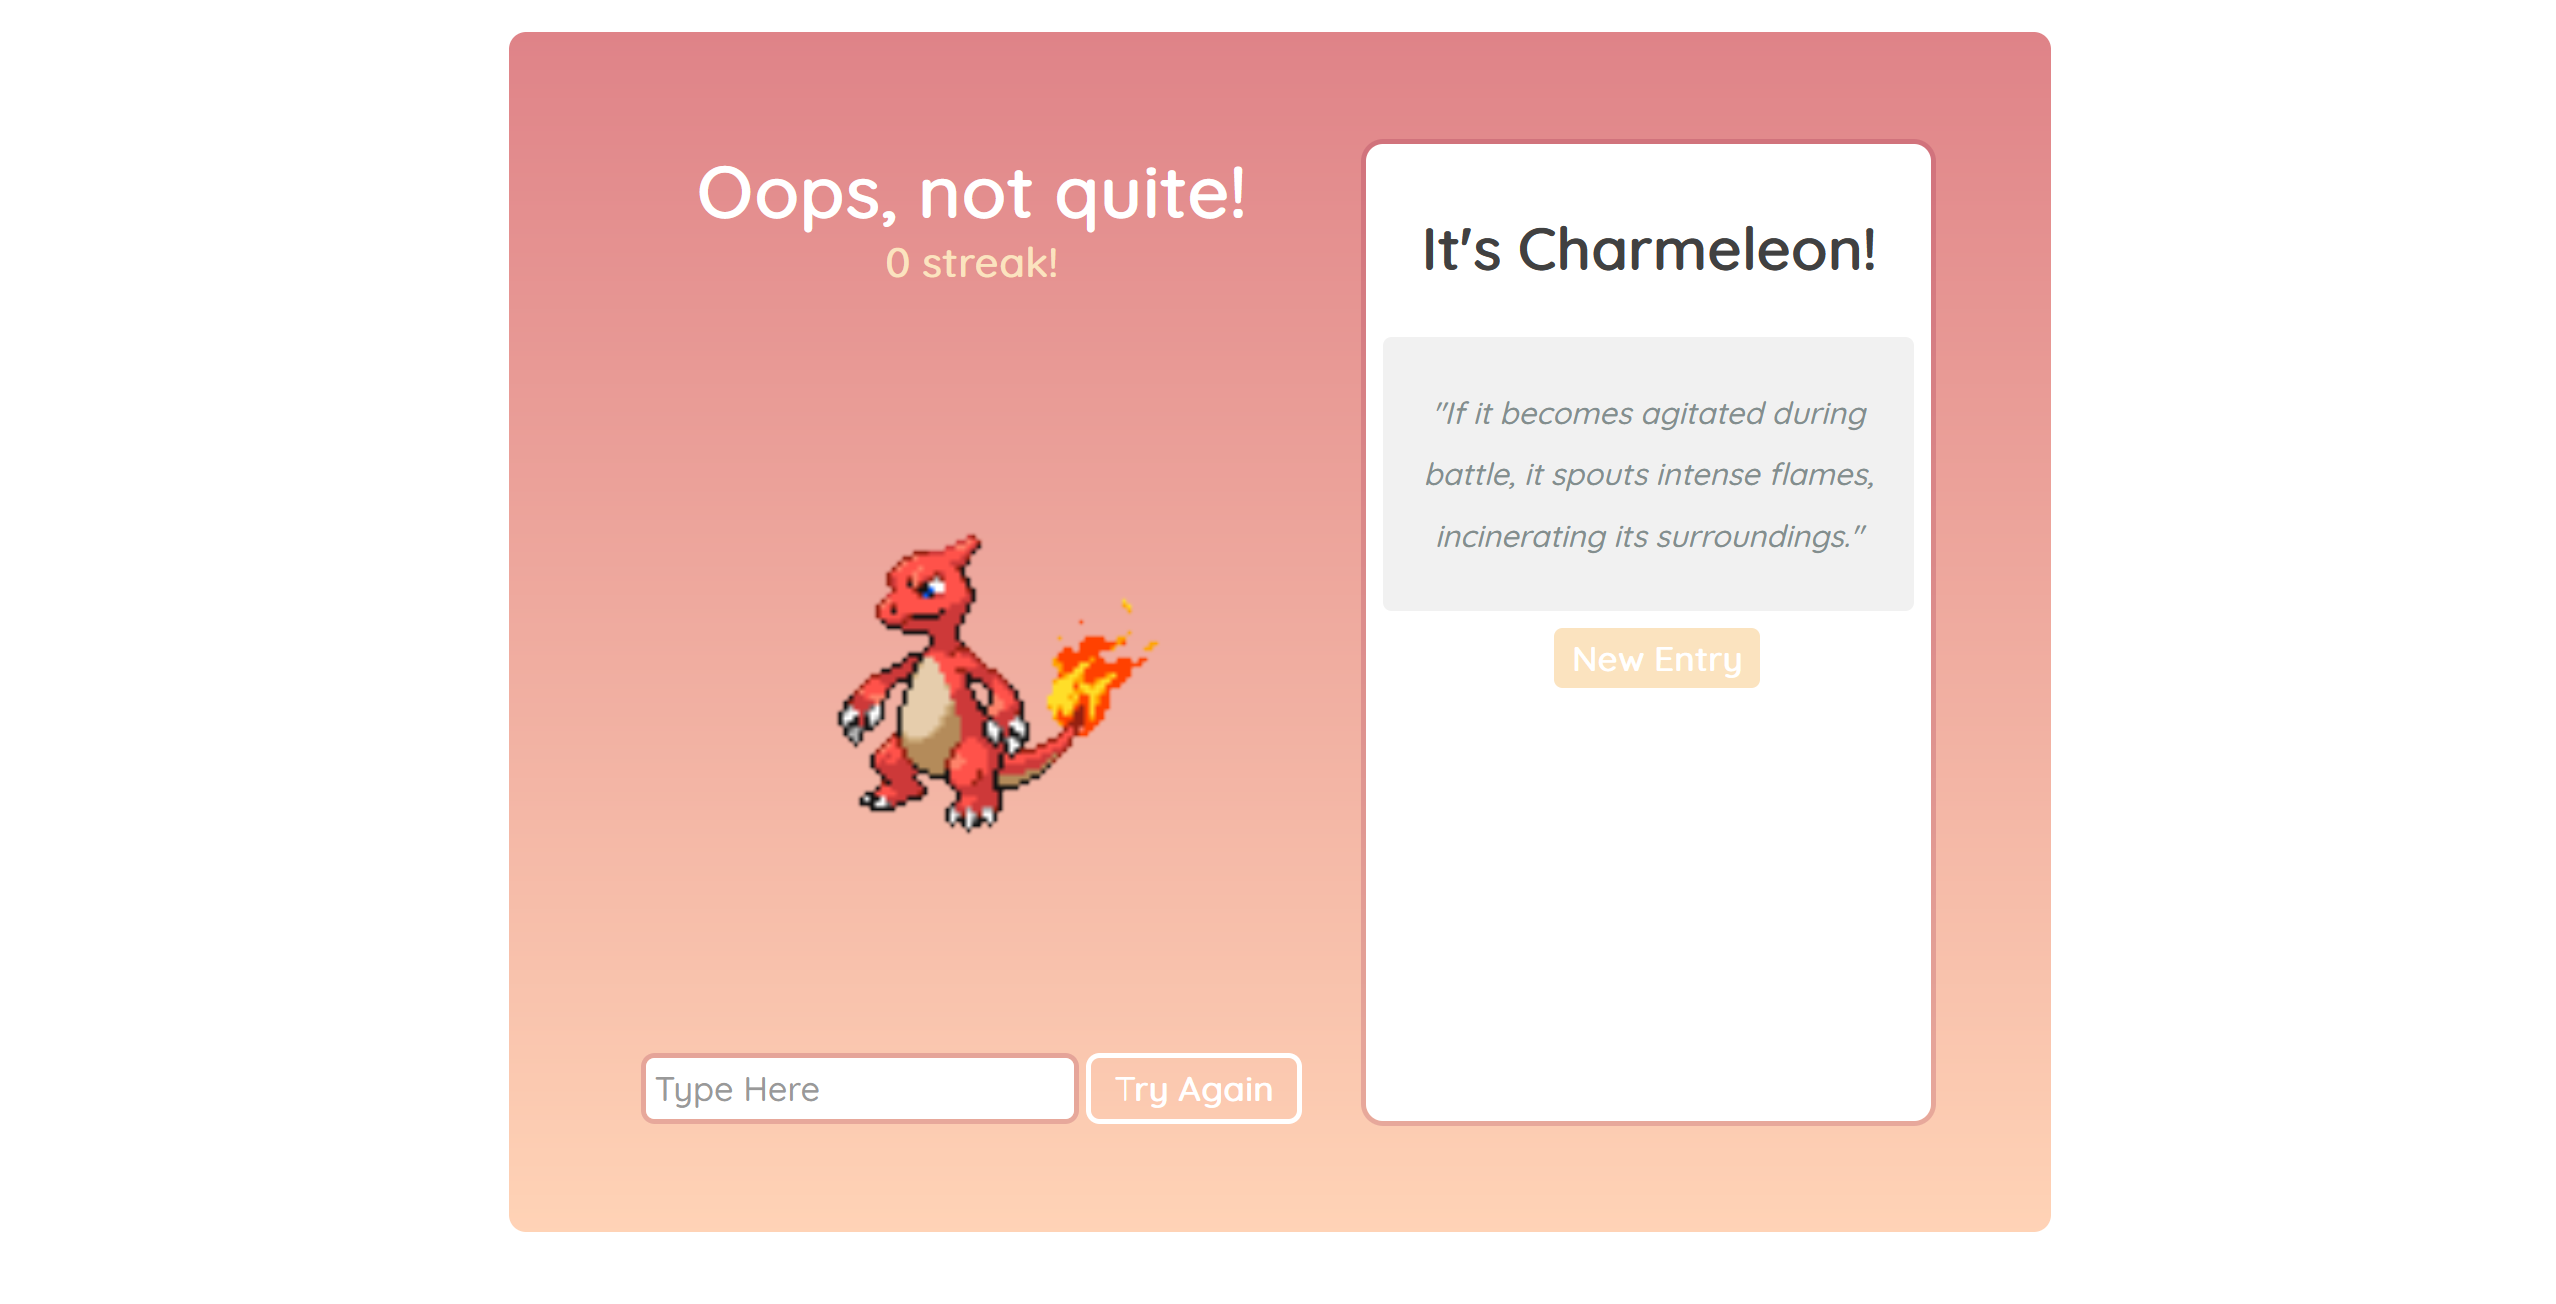 Oops, not quite!
0 streak!
Type Here
Try Again
It's Charmeleon!
"If it becomes agitated during
battle, it spouts intense flames,
incinerating its surroundings."
New Entry